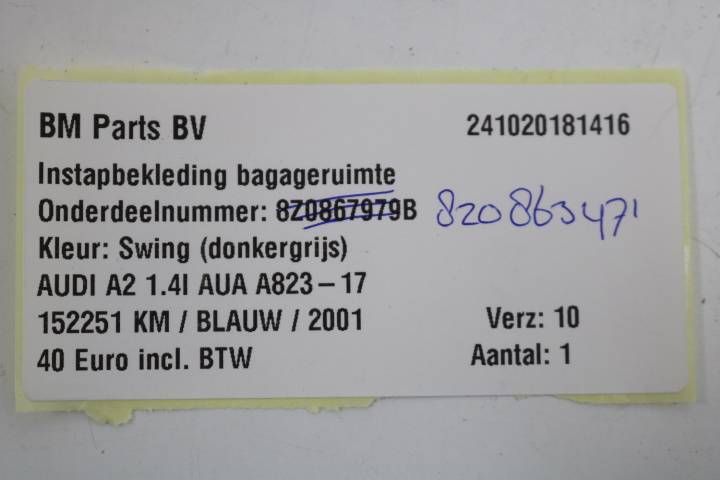 BM Parts BV 241020181416
Instapbekleding bagageruimte
Onderdeelnummer: 8Z0867979B 8Z0863471
Kleur: Swing (donkergrijs)
AUDI A2 1.4I AUA A823-17
152251 KM / BLAUW / 2001 Verz: 10
40 Euro incl. BTW Aantal: 1